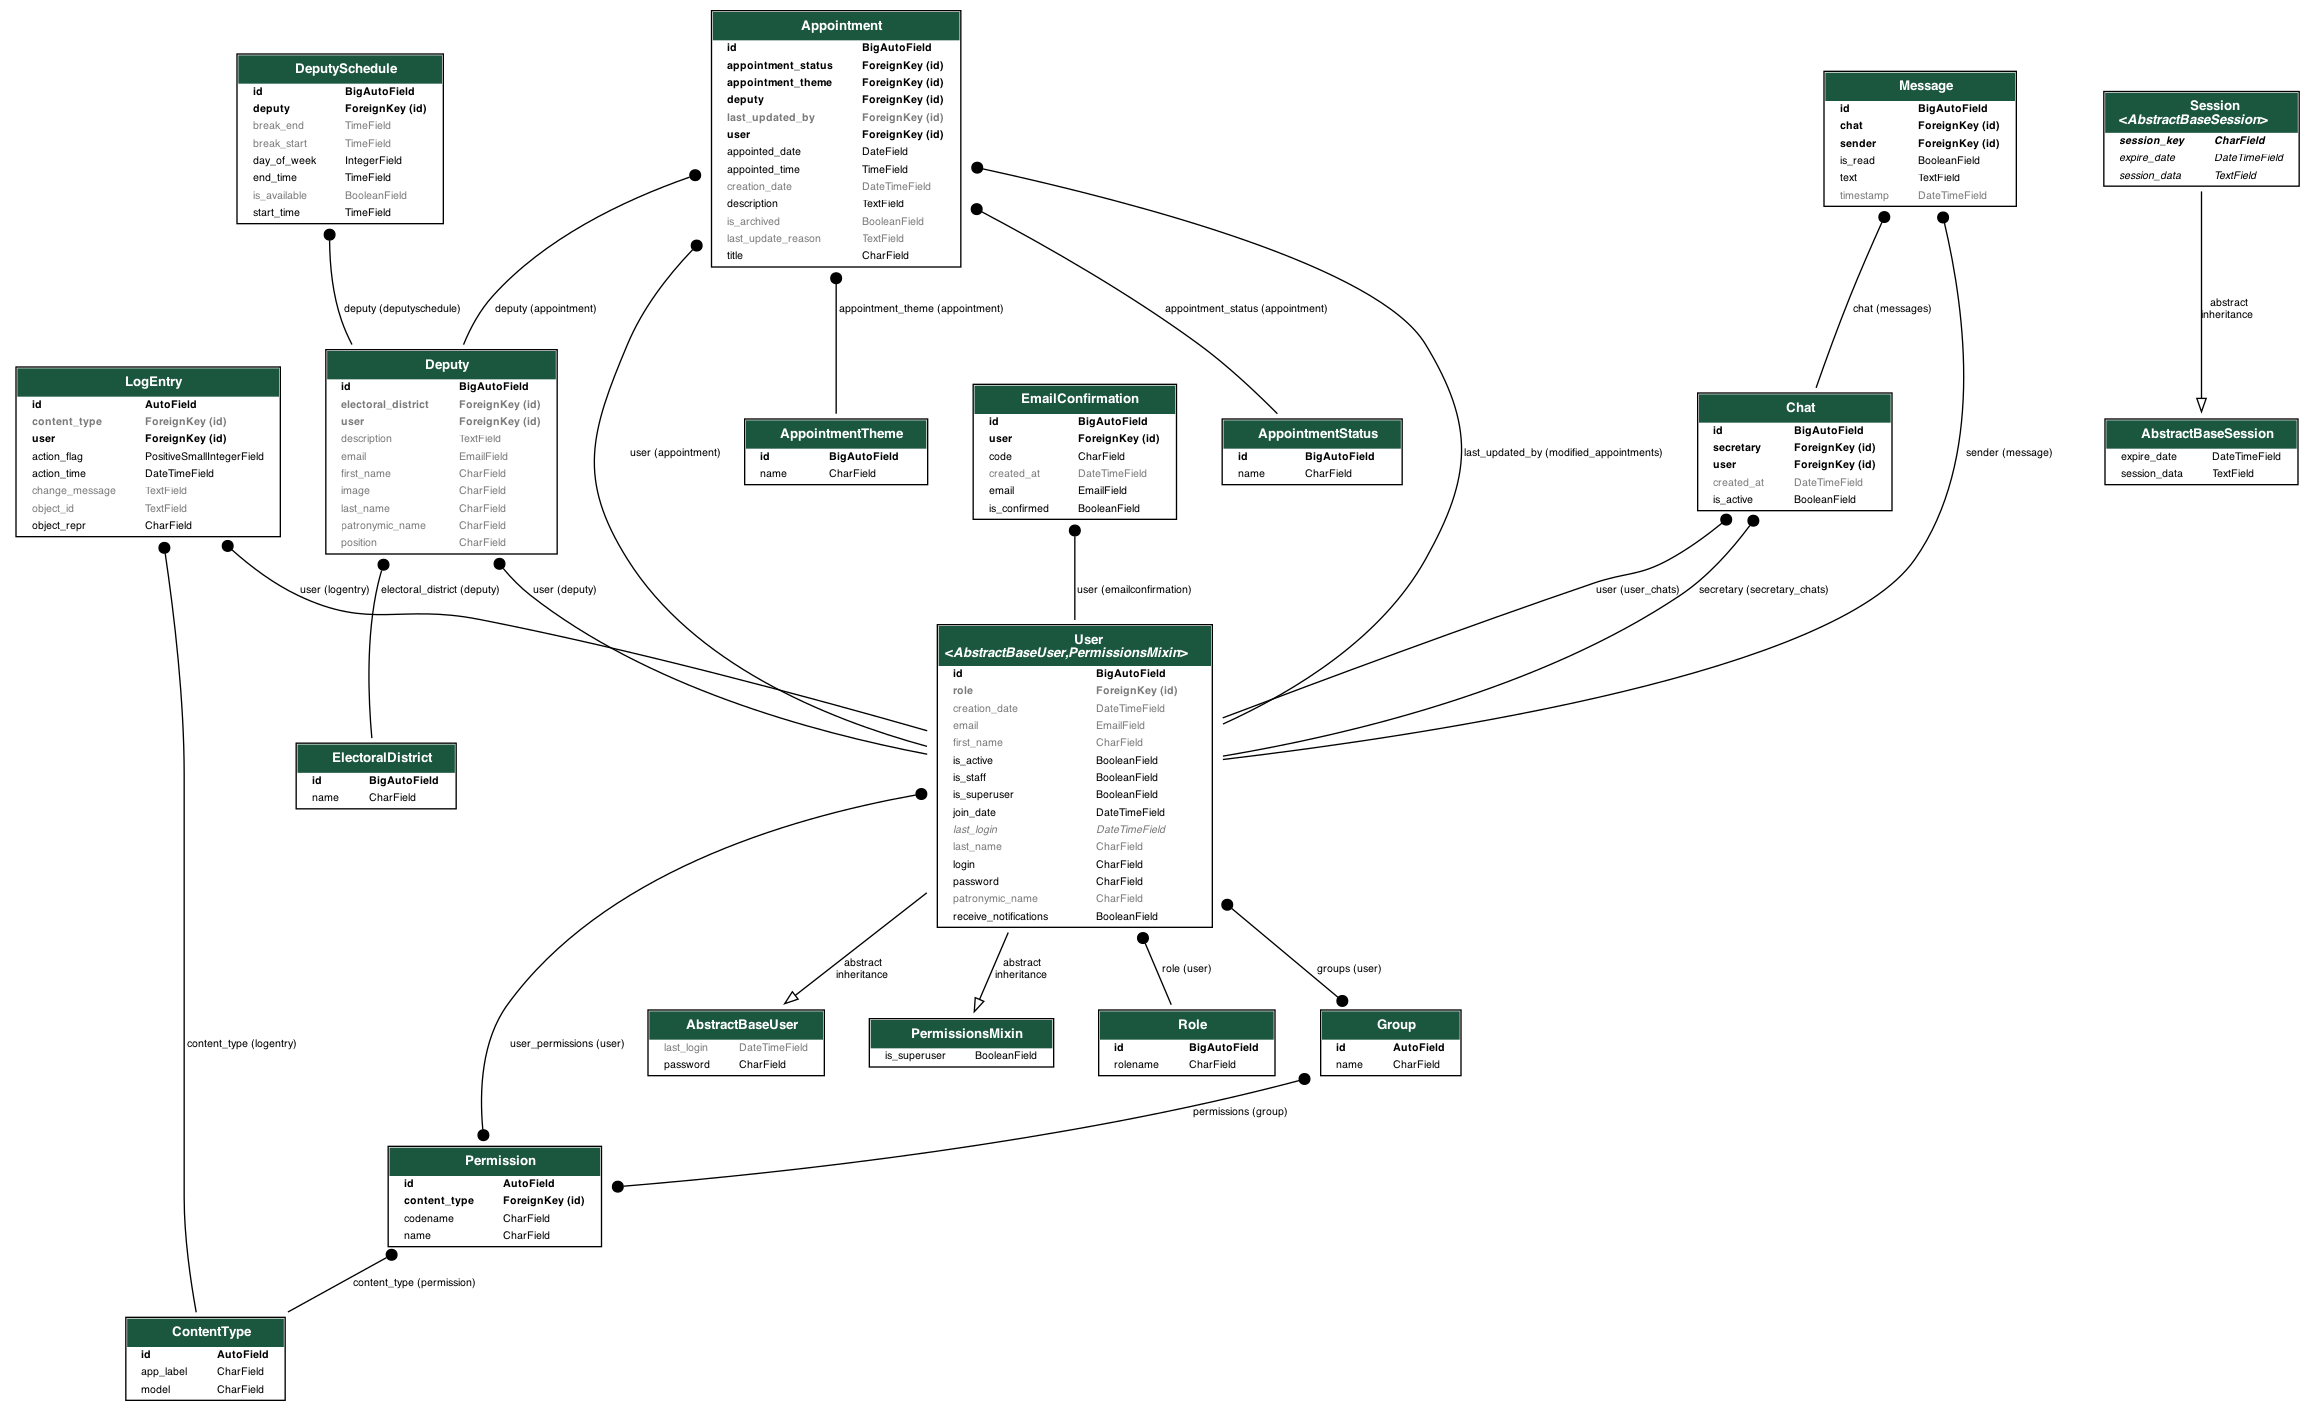 Appointment
id BigAutoField
appointment_status ForeignKey (id)
appointment_theme ForeignKey (id)
deputy ForeignKey (id)
last_updated_by ForeignKey (id)
user ForeignKey (id)
appointed_date DateField
appointed_time TimeField
creation_date DateTimeField
description TextField
is_archived BooleanField
last_update_reason TextField
title CharField
DeputySchedule
id BigAutoField
deputy ForeignKey (id)
break_end TimeField
break_start TimeField
day_of_week IntegerField
end_time TimeField
is_available BooleanField
start_time TimeField
Message
id BigAutoField
chat ForeignKey (id)
sender ForeignKey (id)
is_read BooleanField
text TextField
timestamp DateTimeField
Session
<AbstractBaseSession>
session_key CharField
expire_date DateTimeField
session_data TextField
deputy (deputyschedule)
deputy (appointment)
appointment_theme (appointment)
appointment_status (appointment)
chat (messages)
abstract
inheritance
LogEntry
id AutoField
content_type ForeignKey (id)
user ForeignKey (id)
action_flag PositiveSmallIntegerField
action_time DateTimeField
change_message TextField
object_id TextField
object_repr CharField
Deputy
id BigAutoField
electoral_district ForeignKey (id)
user ForeignKey (id)
description TextField
email EmailField
first_name CharField
image CharField
last_name CharField
patronymic_name CharField
position CharField
user (appointment)
AppointmentTheme
id BigAutoField
name CharField
EmailConfirmation
id BigAutoField
user ForeignKey (id)
code CharField
created_at DateTimeField
email EmailField
is_confirmed BooleanField
AppointmentStatus
id BigAutoField
name CharField
last_updated_by (modified_appointments)
Chat
id BigAutoField
secretary ForeignKey (id)
user ForeignKey (id)
created_at DateTimeField
is_active BooleanField
sender (message)
AbstractBaseSession
expire_date DateTimeField
session_data TextField
user (logentry)
electoral_district (deputy)
user (deputy)
user (emailconfirmation)
user (user_chats)
secretary (secretary_chats)
User
<AbstractBaseUser,PermissionsMixin>
id BigAutoField
role ForeignKey (id)
creation_date DateTimeField
email EmailField
first_name CharField
is_active BooleanField
is_staff BooleanField
is_superuser BooleanField
join_date DateTimeField
last_login DateTimeField
last_name CharField
login CharField
password CharField
patronymic_name CharField
receive_notifications BooleanField
ElectoralDistrict
id BigAutoField
name CharField
abstract
inheritance
abstract
inheritance
role (user)
groups (user)
AbstractBaseUser
last_login DateTimeField
password CharField
PermissionsMixin
is_superuser BooleanField
Role
id BigAutoField
rolename CharField
Group
id AutoField
name CharField
content_type (logentry)
user_permissions (user)
permissions (group)
Permission
id AutoField
content_type ForeignKey (id)
codename CharField
name CharField
content_type (permission)
ContentType
id AutoField
app_label CharField
model CharField